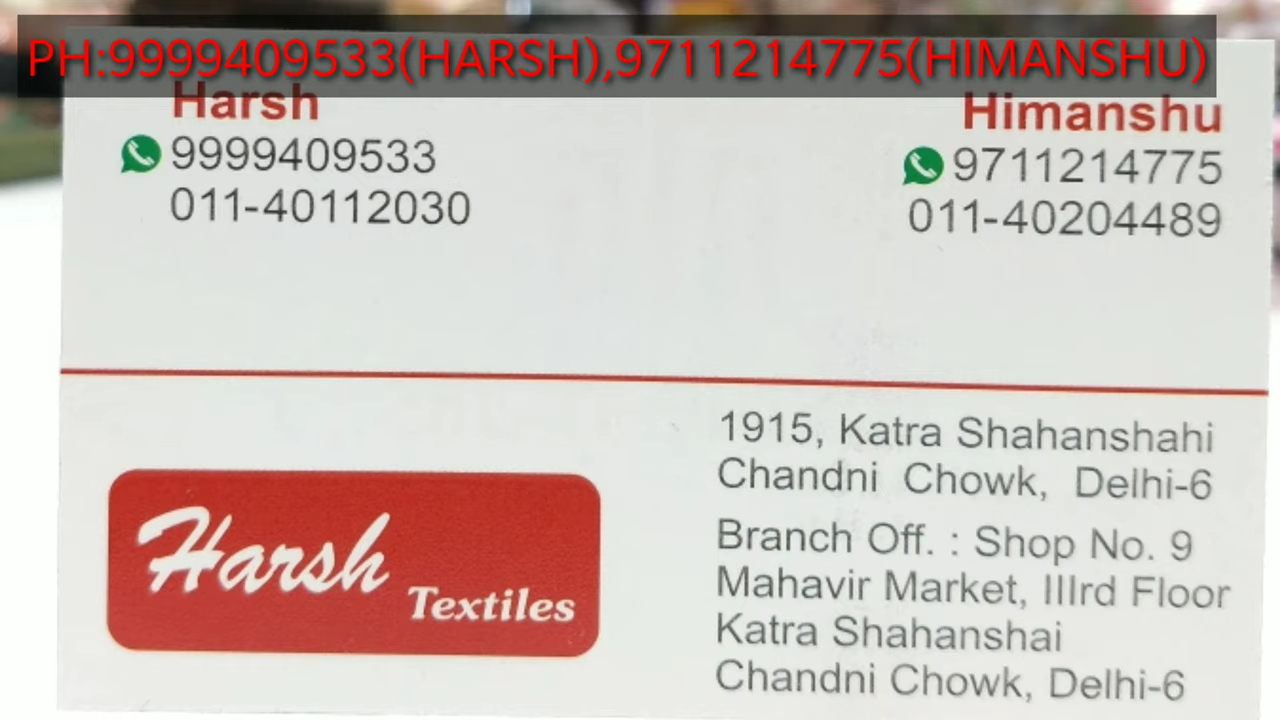 PH:9999409533(HARSH),9711214775(HIMANSHU)
Harsh
9999409533
011-40112030
Himanshu
9711214775
011-40204489
Harsh
Textiles
1915, Katra Shahanshahi
Chandni Chowk, Delhi-6
Branch Off. : Shop No. 9
Mahavir Market, IIIrd Floor
Katra Shahanshai
Chandni Chowk, Delhi-6